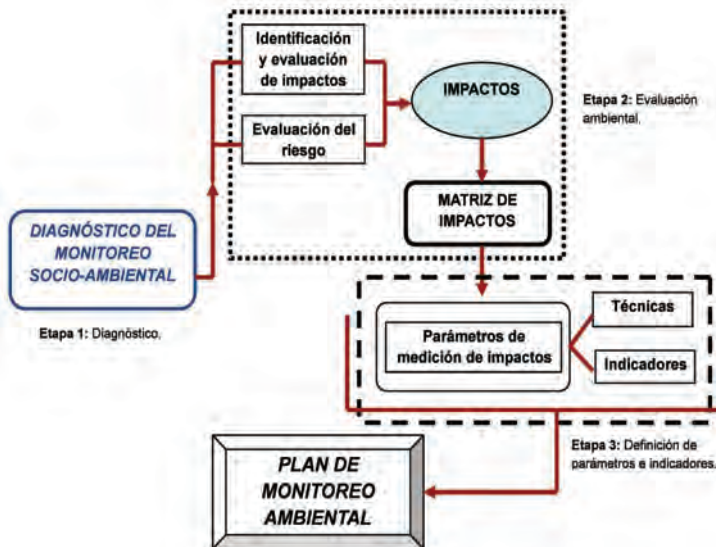 Identificación
y evaluación
de impactos
Evaluación del
riesgo
IMPACTOS
Etapa 2: Evaluación
ambiental.
MATRIZ DE
IMPACTOS
DIAGNÓSTICO DEL
MONITOREO
SOCIO-AMBIENTAL
Etapa 1: Diagnóstico.
Parámetros de
medición de impactos
Técnicas
Indicadores
Etapa 3: Definición de
parámetros e indicadores.
PLAN DE
MONITOREO
AMBIENTAL